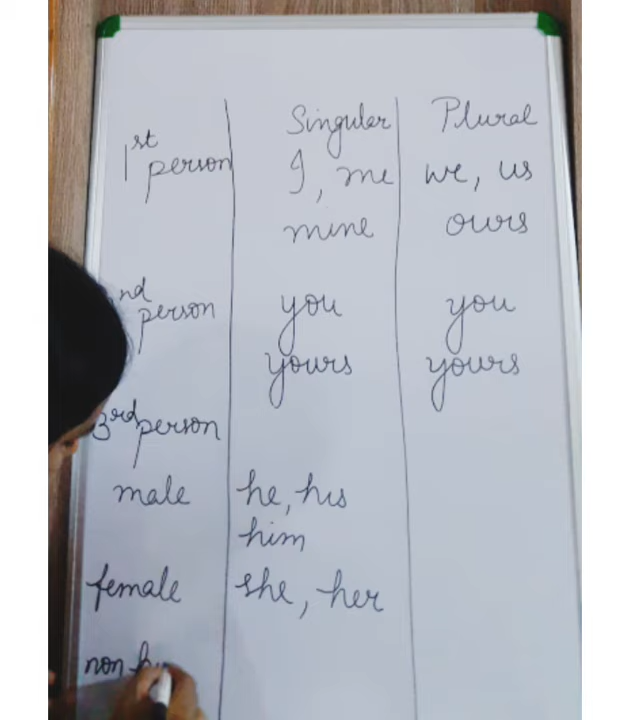 Singular Plural
1st person I, me we, us
mine ours
nd person you you
yours yours
3rd person
male he, his
him
female she, her
non